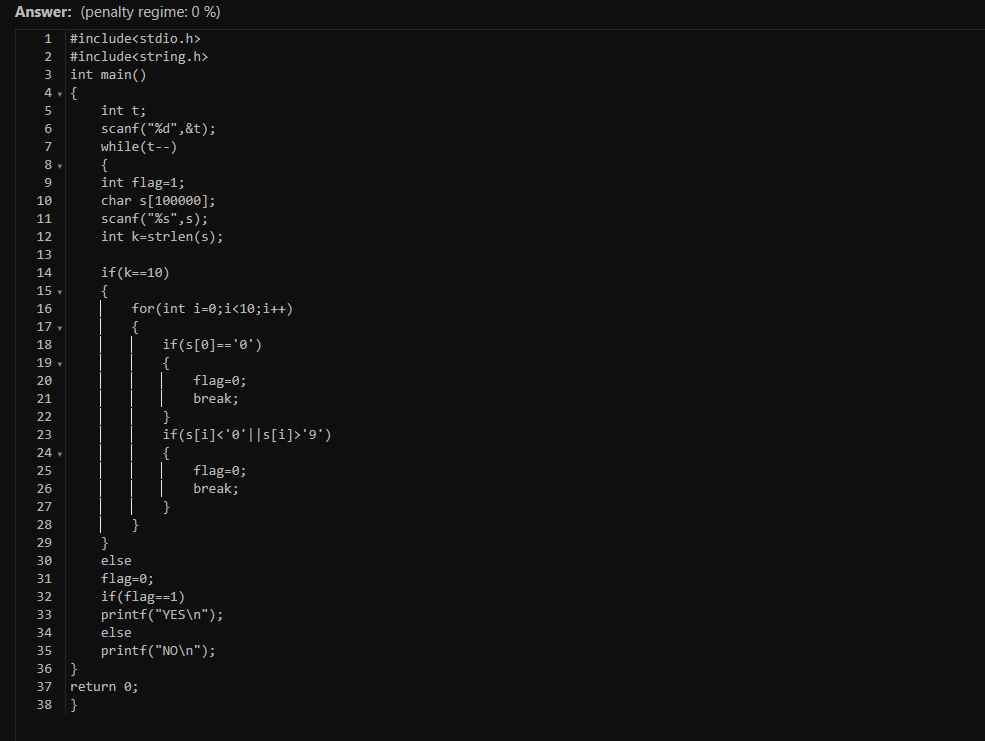 Answer: (penalty regime: 0 %)
1 #include<stdio.h>
2 #include<string.h>
3 int main()
4 {
5     int t;
6     scanf("%d",&t);
7     while(t--)
8     {
9     int flag=1;
10     char s[100000];
11     scanf("%s",s);
12     int k=strlen(s);
13
14     if(k==10)
15     {
16         for(int i=0;i<10;i++)
17         {
18             if(s[0]=='0')
19             {
20                 flag=0;
21                 break;
22             }
23             if(s[i]<'0'||s[i]>'9')
24             {
25                 flag=0;
26                 break;
27             }
28         }
29     }
30     else
31     flag=0;
32     if(flag==1)
33     printf("YES\n");
34     else
35     printf("NO\n");
36 }
37 return 0;
38 }